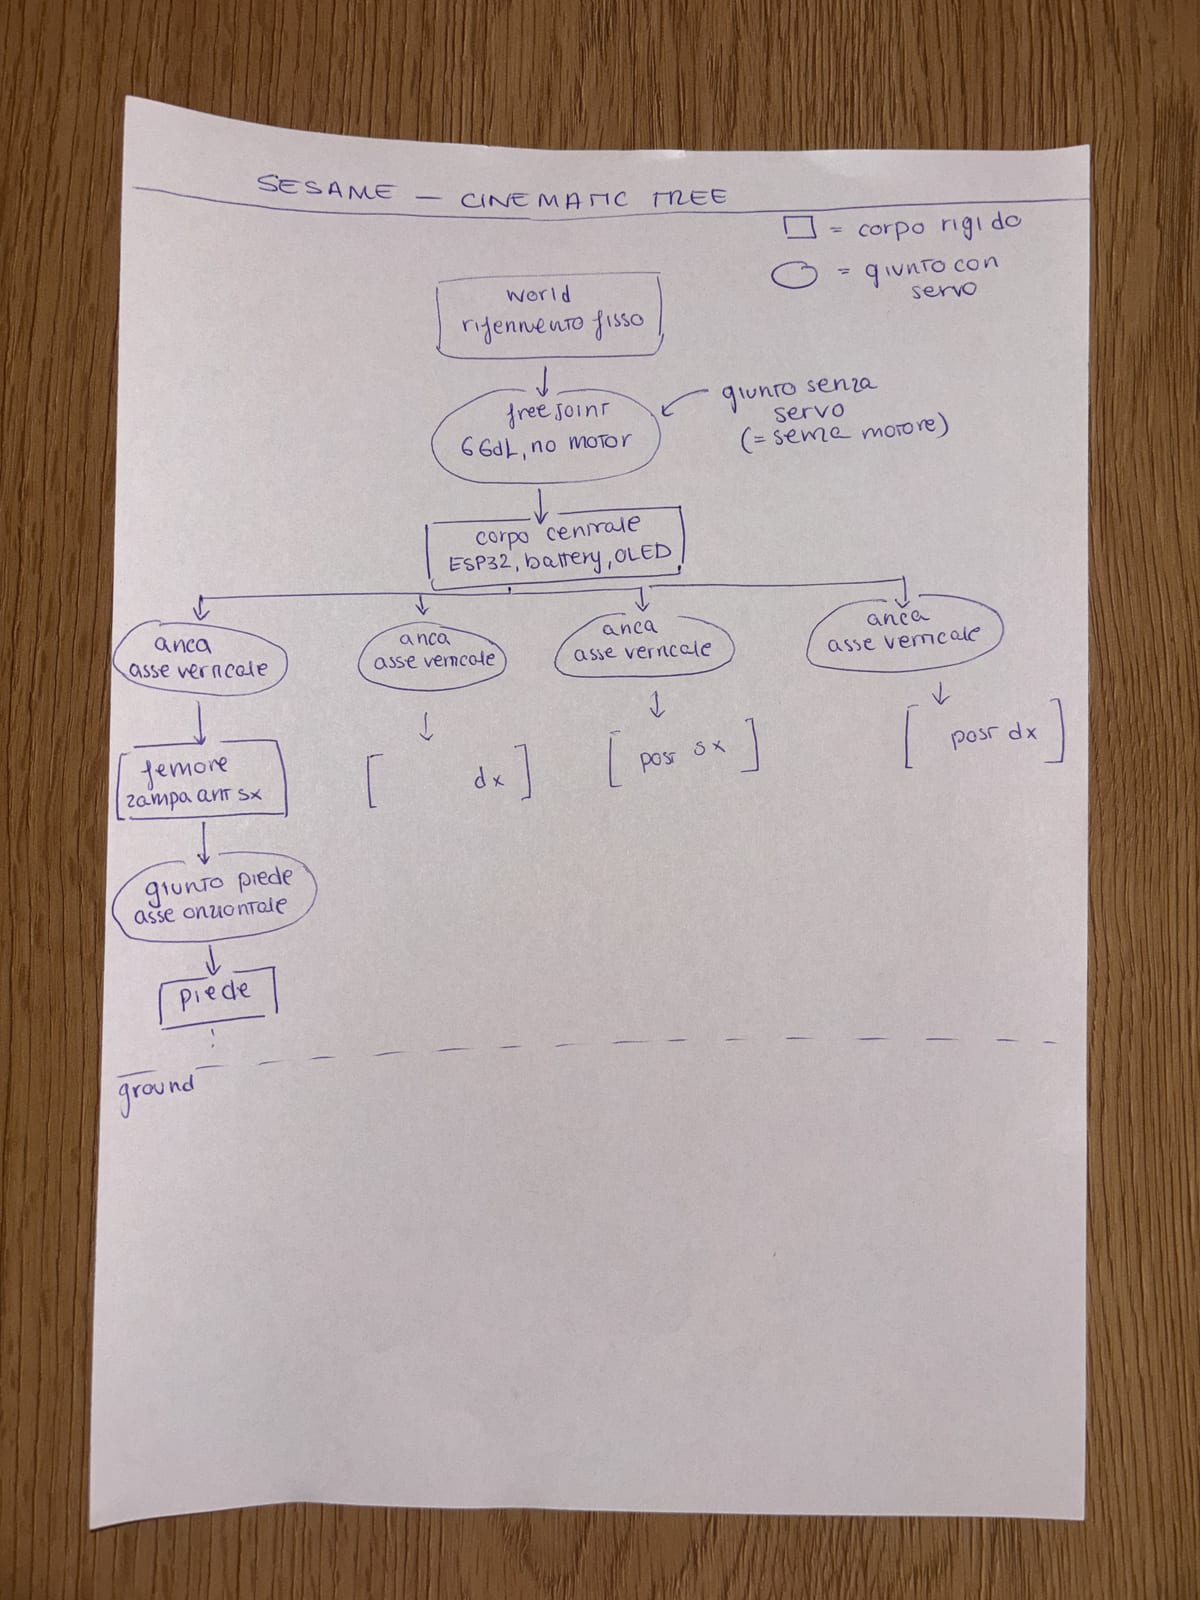 SESAME — CINEMATIC TREE
= corpo rigido
= giunto con
servo
world
riferimento fisso
free joint
6 GdL, no motor
giunto senza
servo
(= senza motore)
corpo centrale
ESP32, battery, OLED
anca
asse verticale
anca
asse verticale
anca
asse verticale
anca
asse verticale
femore
zampa ant sx
[ dx ]
[ post sx ]
[ post dx ]
giunto piede
asse orizzontale
piede
ground